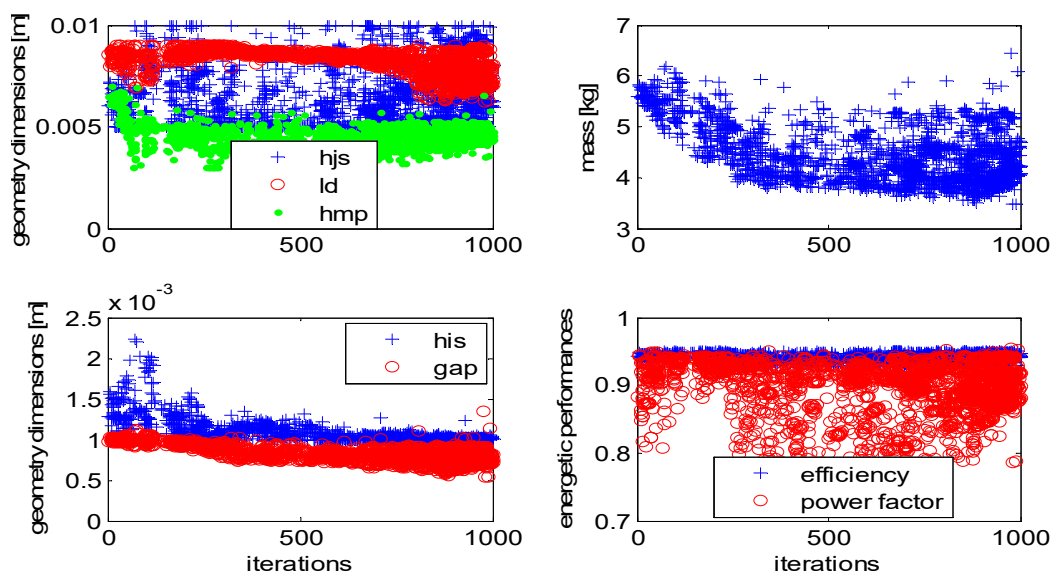 0.01
0.005
0
geometry dimensions [m]
hjs
ld
hmp
0 500 1000
7
6
5
4
3
mass [kg]
0 500 1000
x 10⁻³
2.5
2
1.5
1
0.5
0
geometry dimensions [m]
his
gap
0 500 1000
iterations
1
0.9
0.8
0.7
energetic performances
efficiency
power factor
0 500 1000
iterations